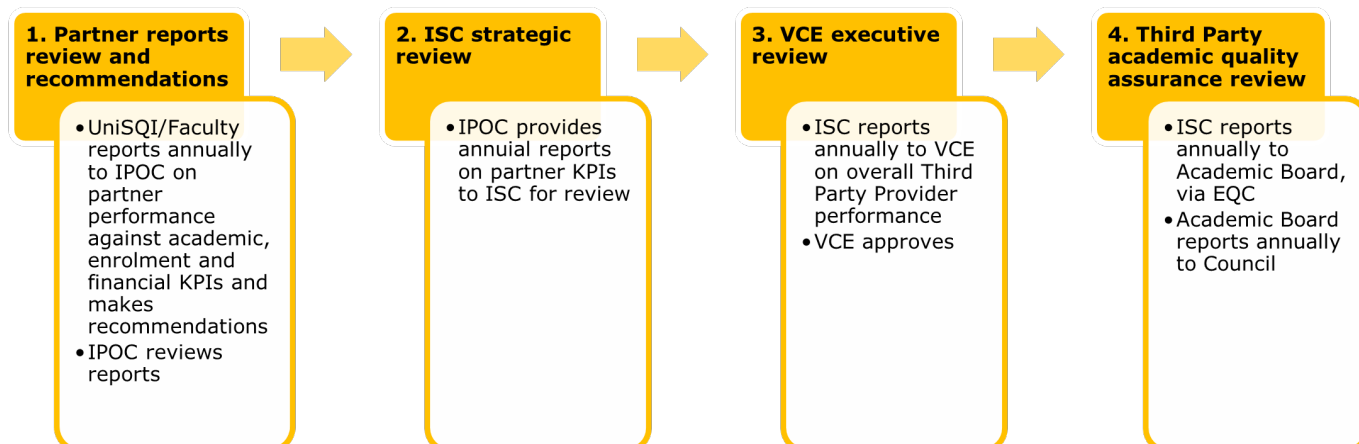 1. Partner reports
review and
recommendations
•UniSQI/Faculty
reports annually
to IPOC on
partner
performance
against academic,
enrolment and
financial KPIs and
makes
recommendations
•IPOC reviews
reports
2. ISC strategic
review
•IPOC provides
annuial reports
on partner KPIs
to ISC for review
3. VCE executive
review
•ISC reports
annually to VCE
on overall Third
Party Provider
performance
•VCE approves
4. Third Party
academic quality
assurance review
•ISC reports
annually to
Academic Board,
via EQC
•Academic Board
reports annually
to Council